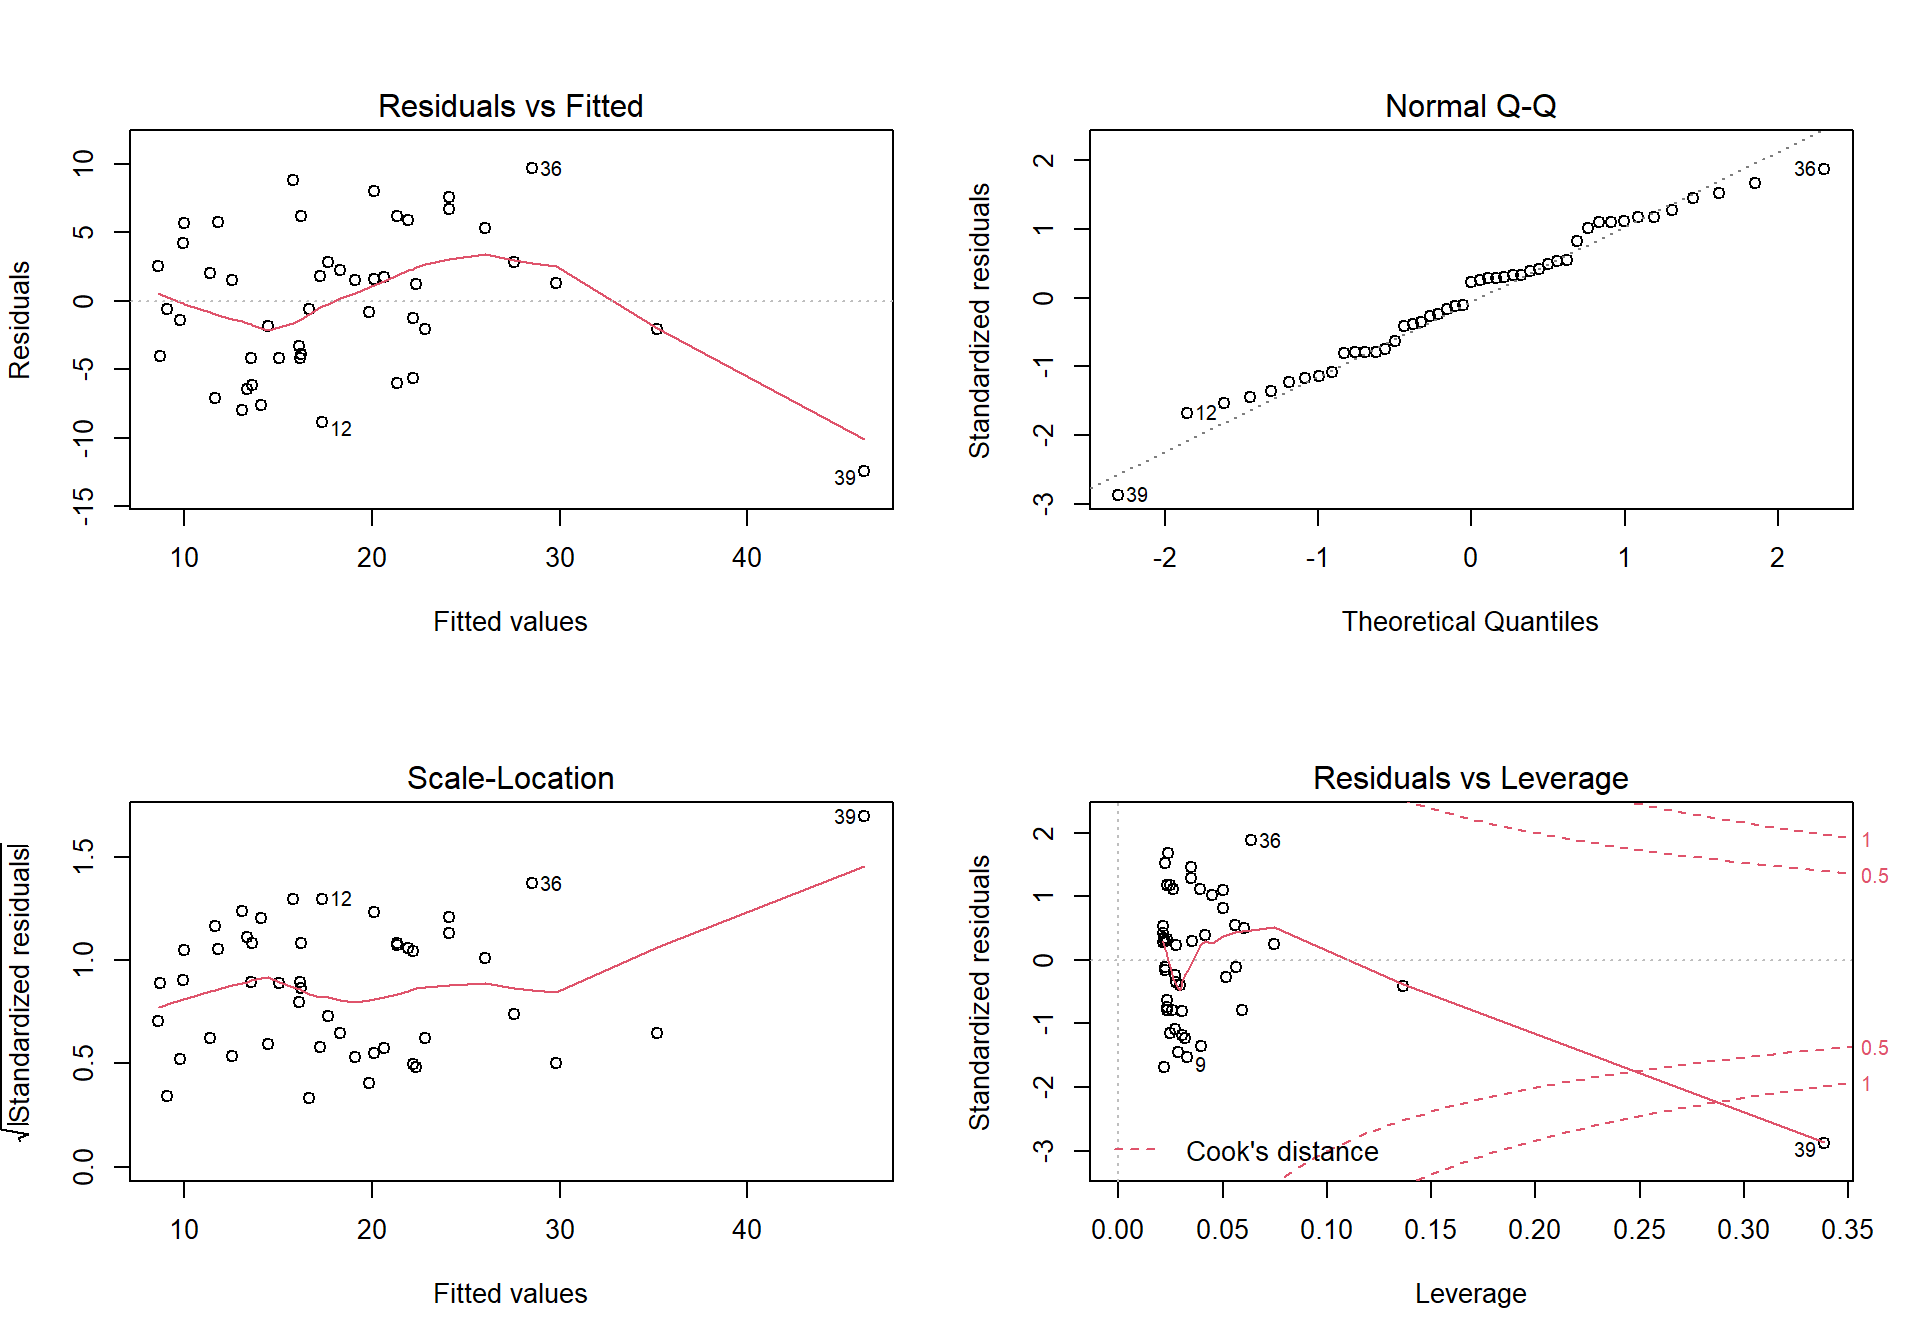 Residuals vs Fitted
Residuals
10
5
0
-5
-10
-15
36
12
39
10 20 30 40
Fitted values
Normal Q-Q
Standardized residuals
2
1
0
-1
-2
-3
36
12
39
-2 -1 0 1 2
Theoretical Quantiles
Scale-Location
√|Standardized residuals|
1.5
1.0
0.5
0.0
39
36
12
10 20 30 40
Fitted values
Residuals vs Leverage
Standardized residuals
2
1
0
-1
-2
-3
36
9
39
1
0.5
0.5
1
Cook's distance
0.00 0.05 0.10 0.15 0.20 0.25 0.30 0.35
Leverage